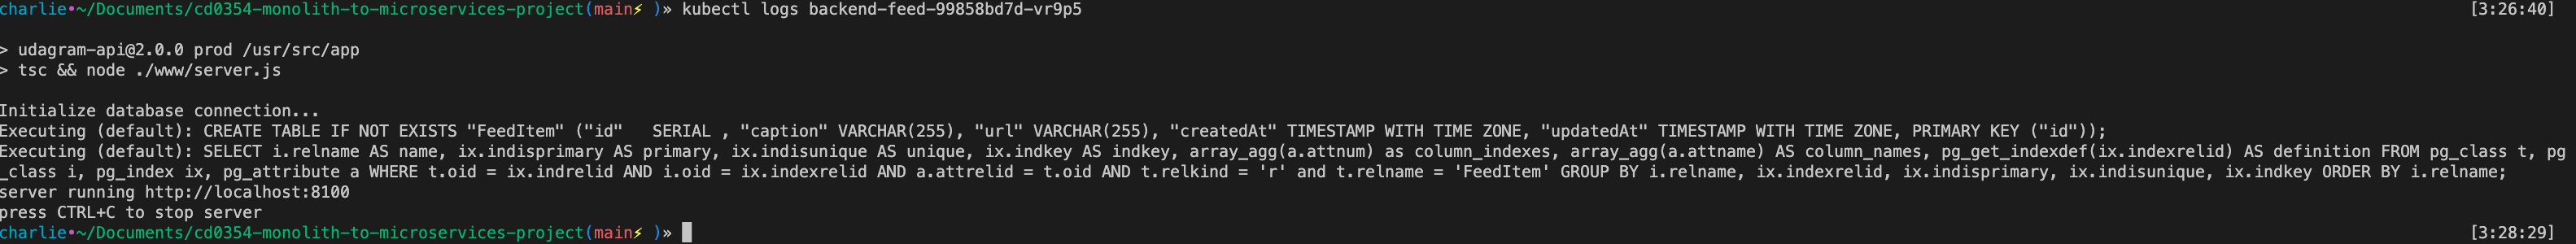 charlie•~/Documents/cd0354-monolith-to-microservices-project(main⚡ )» kubectl logs backend-feed-99858bd7d-vr9p5 [3:26:40]
> udagram-api@2.0.0 prod /usr/src/app
> tsc && node ./www/server.js
Initialize database connection...
Executing (default): CREATE TABLE IF NOT EXISTS "FeedItem" ("id"   SERIAL , "caption" VARCHAR(255), "url" VARCHAR(255), "createdAt" TIMESTAMP WITH TIME ZONE, "updatedAt" TIMESTAMP WITH TIME ZONE, PRIMARY KEY ("id"));
Executing (default): SELECT i.relname AS name, ix.indisprimary AS primary, ix.indisunique AS unique, ix.indkey AS indkey, array_agg(a.attnum) as column_indexes, array_agg(a.attname) AS column_names, pg_get_indexdef(ix.indexrelid) AS definition FROM pg_class t, pg
_class i, pg_index ix, pg_attribute a WHERE t.oid = ix.indrelid AND i.oid = ix.indexrelid AND a.attrelid = t.oid AND t.relkind = 'r' and t.relname = 'FeedItem' GROUP BY i.relname, ix.indexrelid, ix.indisprimary, ix.indisunique, ix.indkey ORDER BY i.relname;
server running http://localhost:8100
press CTRL+C to stop server
charlie•~/Documents/cd0354-monolith-to-microservices-project(main⚡ )» [3:28:29]